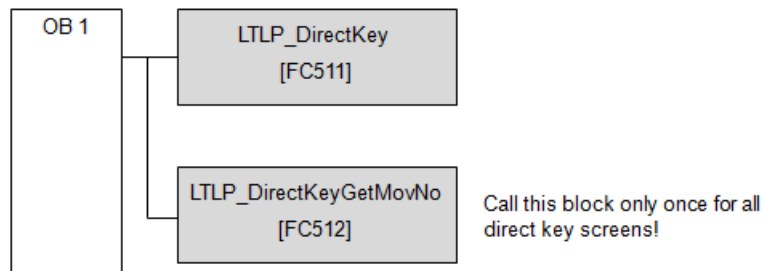 OB 1
LTLP_DirectKey
[FC511]
LTLP_DirectKeyGetMovNo
[FC512]
Call this block only once for all
direct key screens!